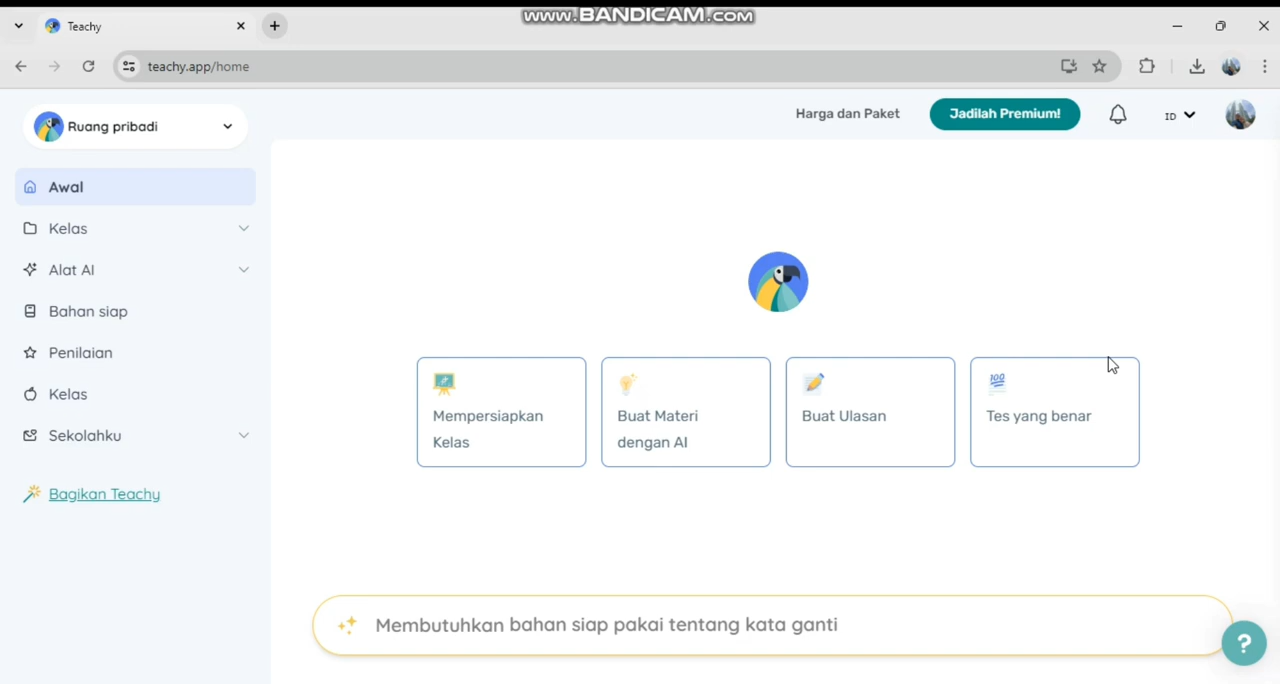 www.BANDICAM.com
Teachy
teachy.app/home
Ruang pribadi
Harga dan Paket
Jadilah Premium!
ID
Awal
Kelas
Alat AI
Bahan siap
Penilaian
Kelas
Sekolahku
Bagikan Teachy
Mempersiapkan
Kelas
Buat Materi
dengan AI
Buat Ulasan
100
Tes yang benar
Membutuhkan bahan siap pakai tentang kata ganti
?